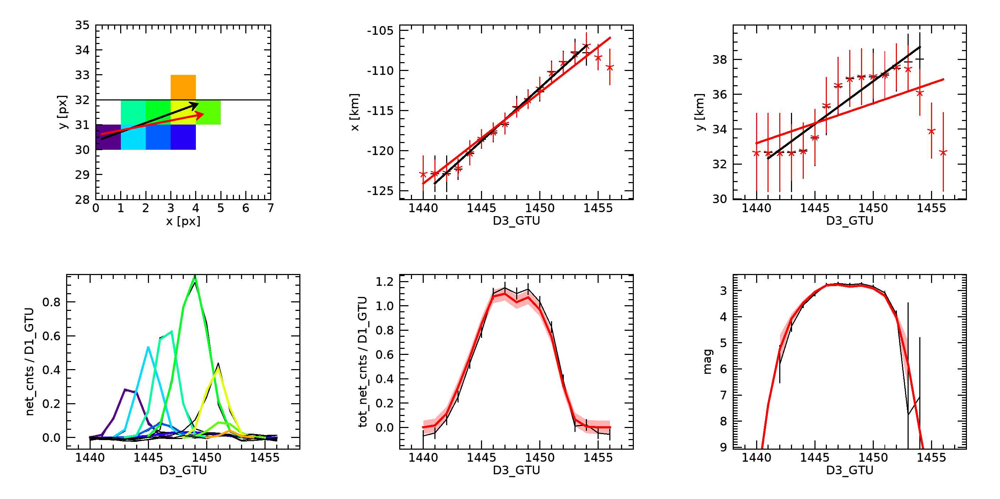 35
34
33
32
31
30
29
28
y [px]
0 1 2 3 4 5 6 7
x [px]
-105
-110
-115
-120
-125
x [km]
1440 1445 1450 1455
D3_GTU
38
36
34
32
30
y [km]
1440 1445 1450 1455
D3_GTU
0.8
0.6
0.4
0.2
0.0
net_cnts / D1_GTU
1440 1445 1450 1455
D3_GTU
1.2
1.0
0.8
0.6
0.4
0.2
0.0
tot_net_cnts / D1_GTU
1440 1445 1450 1455
D3_GTU
3
4
5
6
7
8
9
mag
1440 1445 1450 1455
D3_GTU